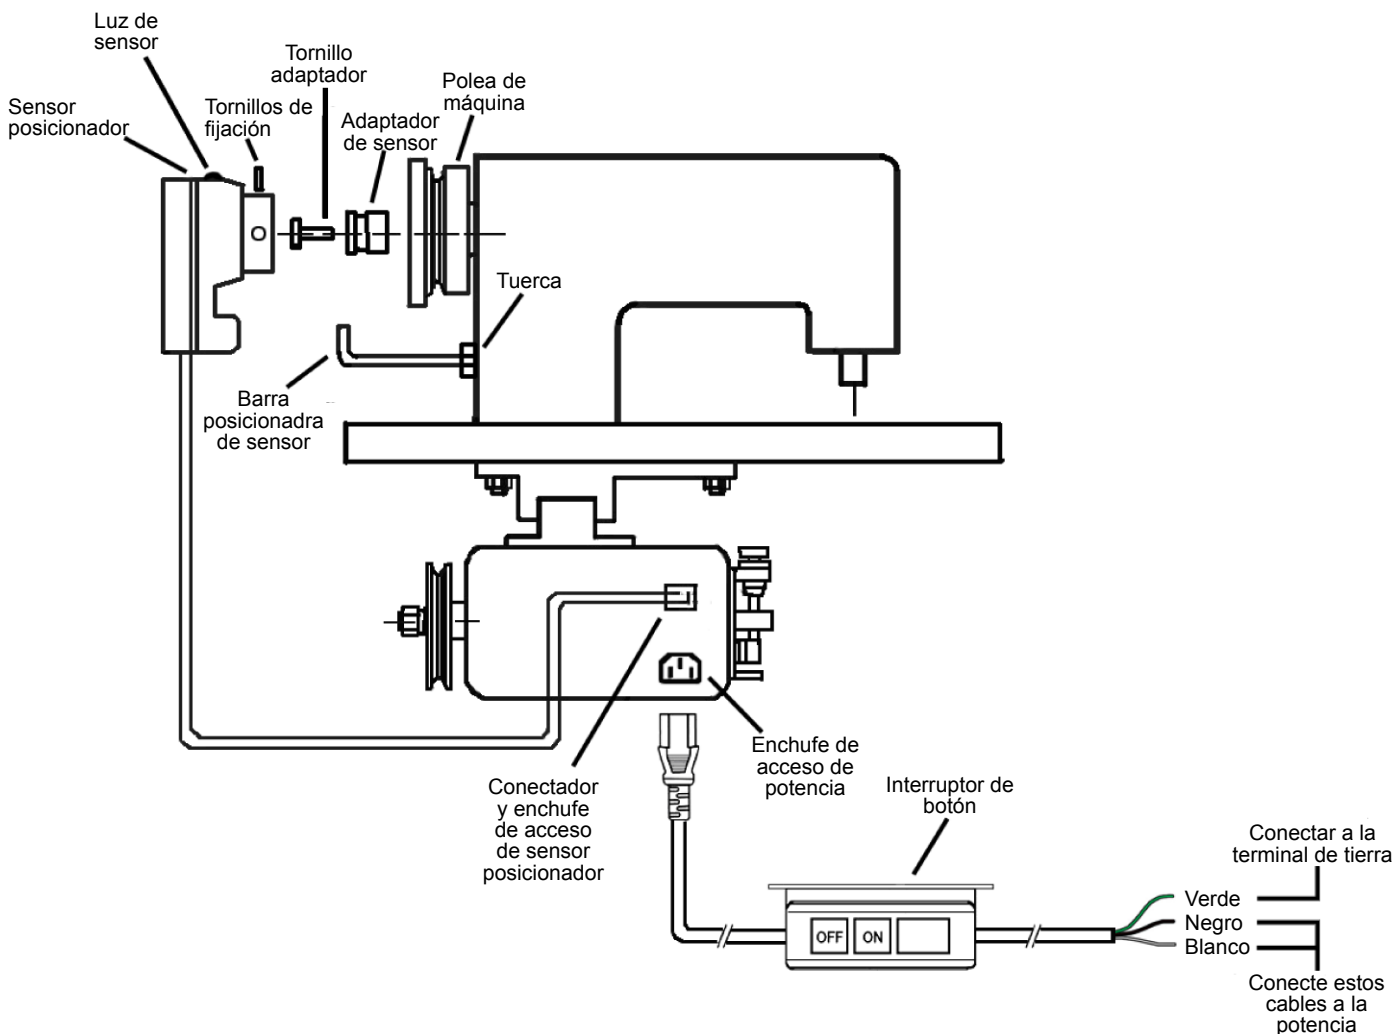 Luz de
sensor
Tornillo
adaptador
Polea de
máquina
Sensor
posicionador
Tornillos de
fijación
Adaptador
de sensor
Tuerca
Barra
posicionadra
de sensor
Enchufe de
acceso de
potencia
Conectador
y enchufe
de acceso
de sensor
posicionador
Interruptor de
botón
OFF ON
Conectar a la
terminal de tierra
Verde
Negro
Blanco
Conecte estos
cables a la
potencia